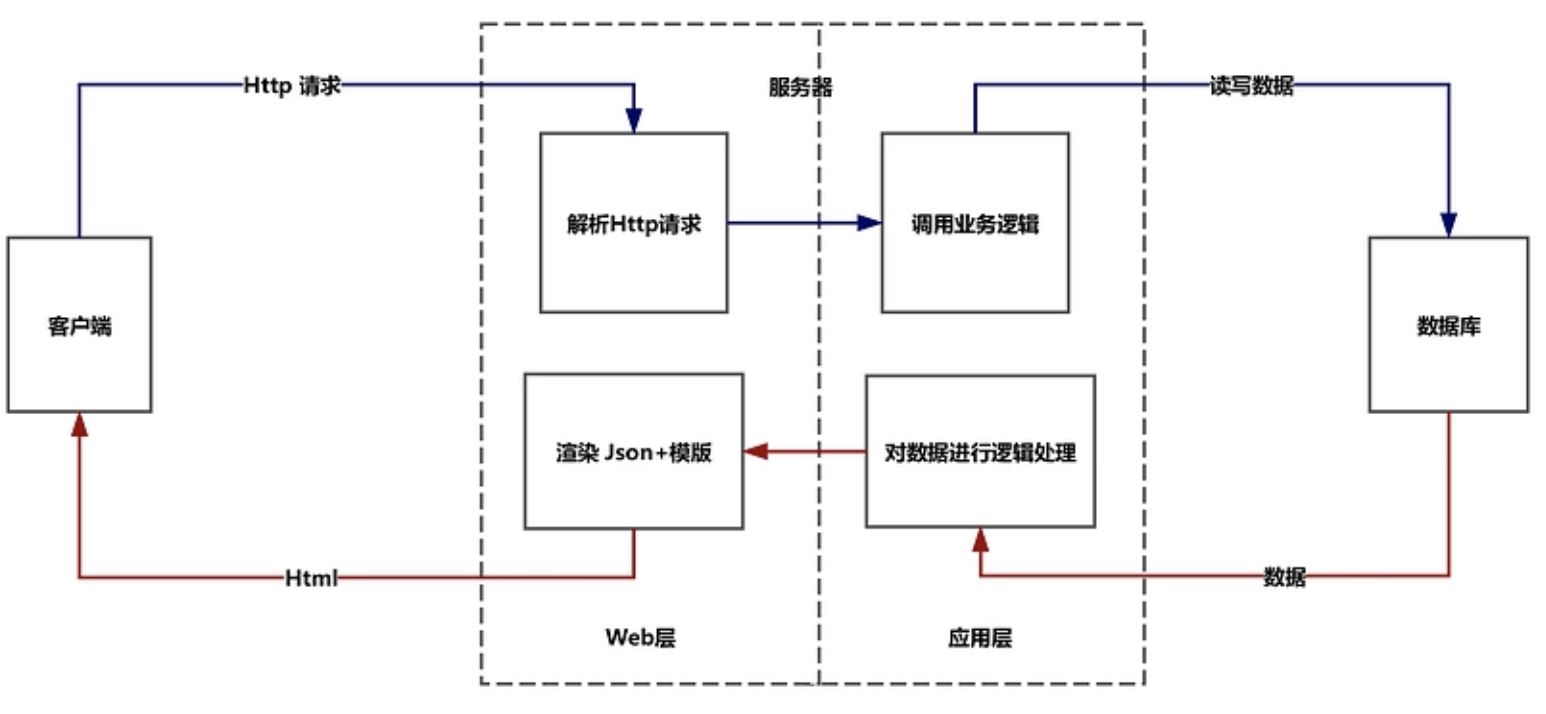 Http 请求
服务器
读写数据
解析Http请求
调用业务逻辑
客户端
数据库
渲染 Json+模版
对数据进行逻辑处理
Html
数据
Web层
应用层